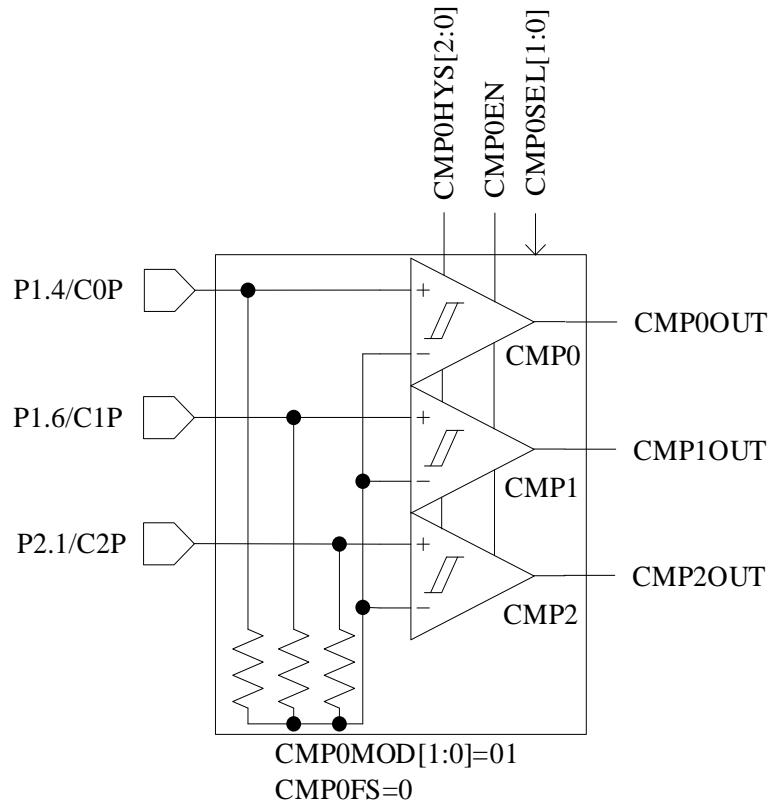 CMP0HYS[2:0]
CMP0EN
CMP0SEL[1:0]
P1.4/C0P
+
−
CMP0
CMP0OUT
P1.6/C1P
+
−
CMP1
CMP1OUT
P2.1/C2P
+
−
CMP2
CMP2OUT
CMP0MOD[1:0]=01
CMP0FS=0